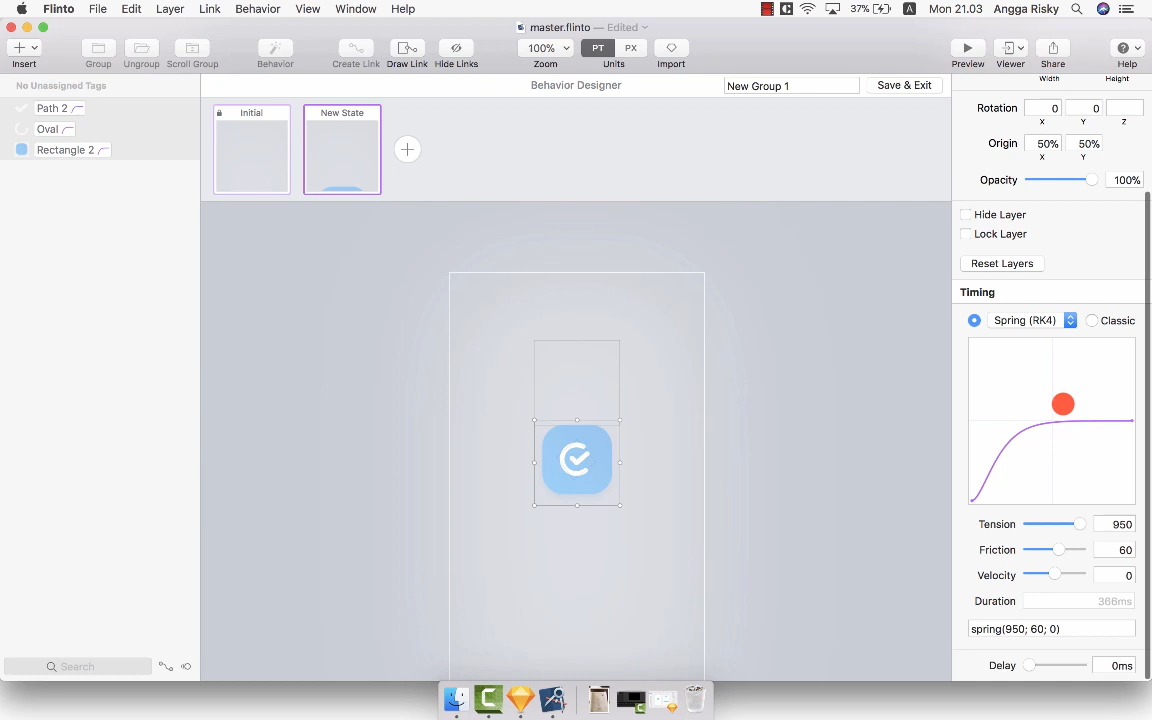 Flinto File Edit Layer Link Behavior View Window Help 37% A Mon 21.03 Angga Risky
master.flinto — Edited
100% PT PX
Insert Group Ungroup Scroll Group Behavior Create Link Draw Link Hide Links Zoom Units Import Preview Viewer Share Help
No Unassigned Tags
Behavior Designer
New Group 1
Save & Exit
Width Height
Path 2
Oval
Rectangle 2
Initial
New State
Rotation 0 0
X Y Z
Origin 50% 50%
X Y
Opacity 100%
Hide Layer
Lock Layer
Reset Layers
Timing
Spring (RK4) Classic
Tension 950
Friction 60
Velocity 0
Duration 366ms
spring(950; 60; 0)
Delay 0ms
Search